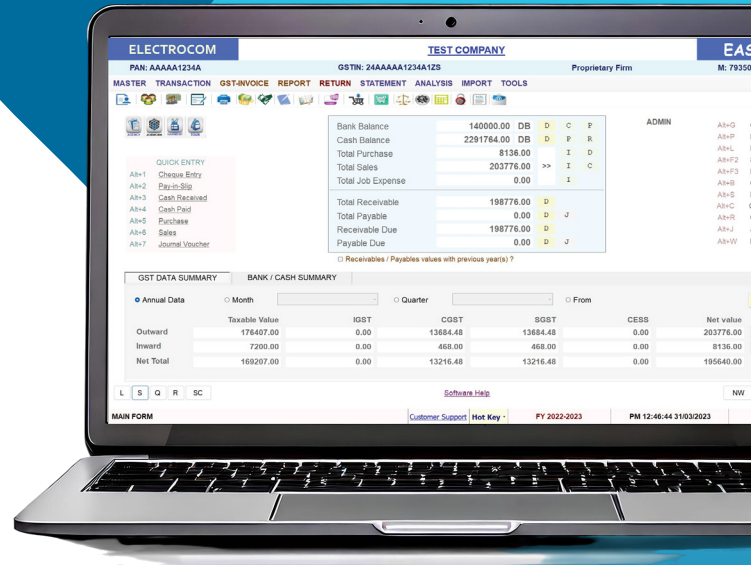 ELECTROCOM TEST COMPANY EAS
PAN: AAAAA1234A GSTIN: 24AAAAA1234A1ZS Proprietary Firm M: 79350
MASTER TRANSACTION GST-INVOICE REPORT RETURN STATEMENT ANALYSIS IMPORT TOOLS
Bank Balance 140000.00 DB D C P ADMIN Alt+G
Cash Balance 2291764.00 DB D P R Alt+P
Total Purchase 8136.00 I D Alt+L
QUICK ENTRY Total Sales 203776.00 >> I C Alt+F2
Alt+1 Cheque Entry Total Job Expense 0.00 I Alt+F3
Alt+2 Pay-in-Slip Alt+B
Alt+3 Cash Received Total Receivable 198776.00 D Alt+S
Alt+4 Cash Paid Total Payable 0.00 D J Alt+C
Alt+5 Purchase Receivable Due 198776.00 D Alt+R
Alt+6 Sales Payable Due 0.00 D J Alt+J
Alt+7 Journal Voucher Alt+W
Receivables / Payables values with previous year(s) ?
GST DATA SUMMARY BANK / CASH SUMMARY
Annual Data Month Quarter From
Taxable Value IGST CGST SGST CESS Net value
Outward 176407.00 0.00 13684.48 13684.48 0.00 203776.00
Inward 7200.00 0.00 468.00 468.00 0.00 8136.00
Net Total 169207.00 0.00 13216.48 13216.48 0.00 195640.00
L S Q R SC Software Help NW
MAIN FORM Customer Support Hot Key FY 2022-2023 PM 12:46:44 31/03/2023